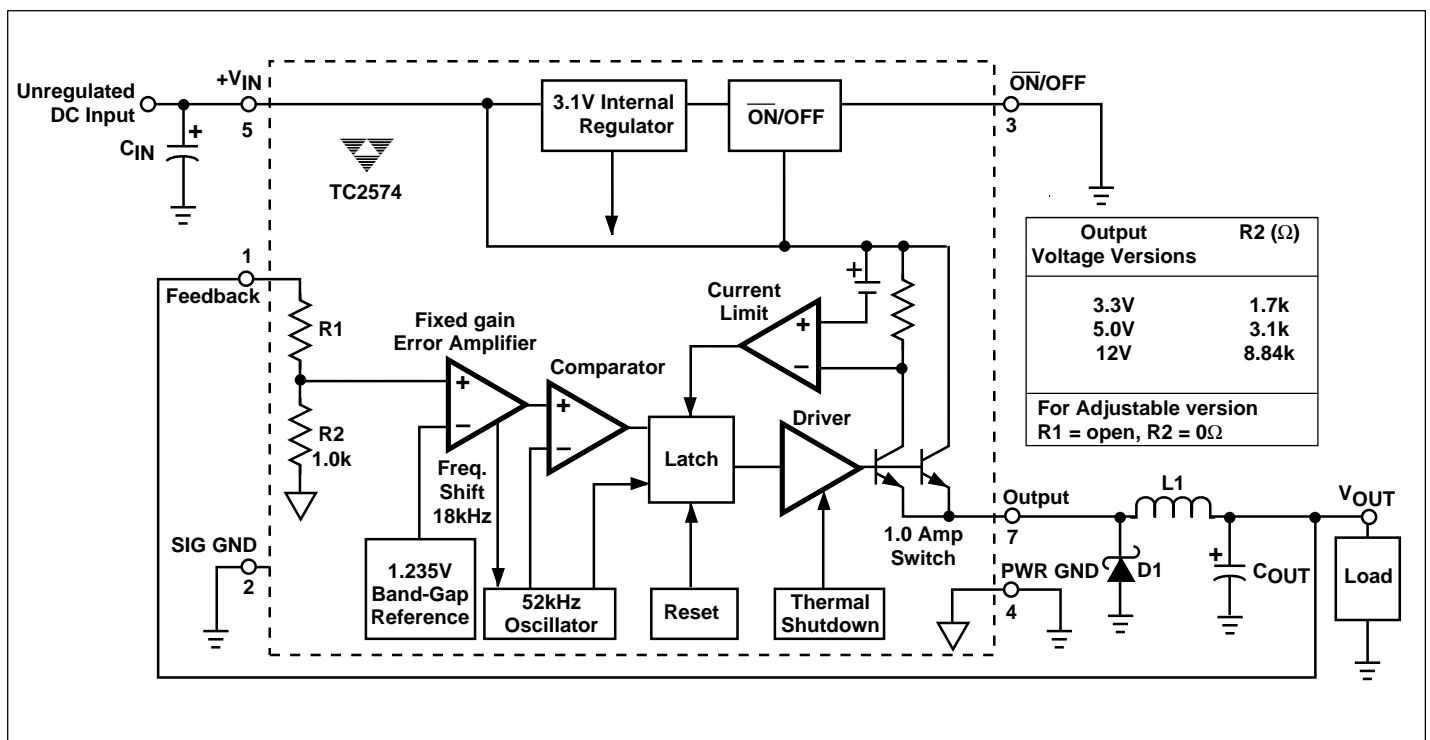 Unregulated
DC Input
+VIN
5
CIN
+
TC2574
3.1V Internal
Regulator
ON/OFF
ON/OFF
3
Output
Voltage Versions
R2 (Ω)
3.3V
1.7k
5.0V
3.1k
12V
8.84k
For Adjustable version
R1 = open, R2 = 0Ω
1
Feedback
R1
R2
1.0k
Fixed gain
Error Amplifier
+
–
Comparator
+
–
Current
Limit
+
–
+
Freq.
Shift
18kHz
Latch
Driver
1.0 Amp
Switch
Output
7
L1
VOUT
D1
+
COUT
Load
SIG GND
2
1.235V
Band-Gap
Reference
52kHz
Oscillator
Reset
Thermal
Shutdown
PWR GND
4